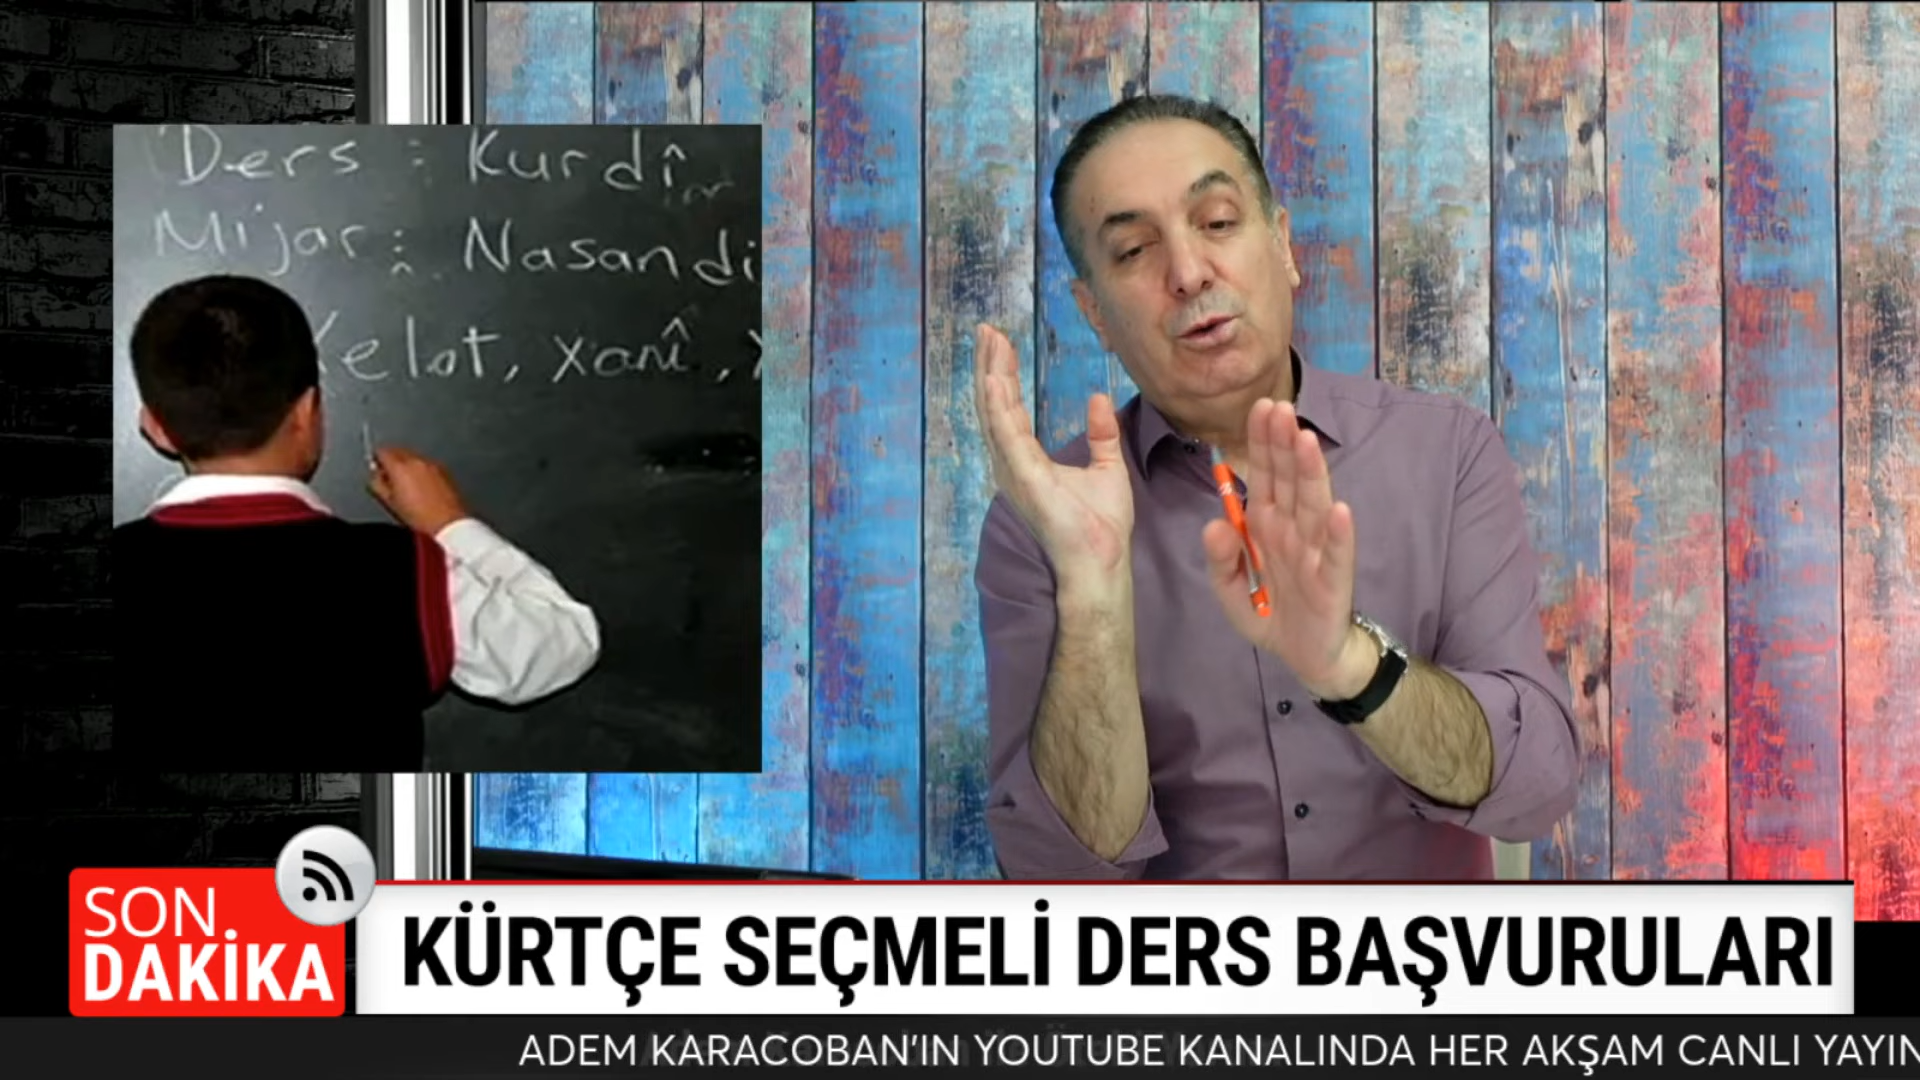 Ders : Kurdî
Mijar : Nasandi
Xelat, Xanî,
SON
DAKİKA
KÜRTÇE SEÇMELİ DERS BAŞVURULARI
ADEM KARACOBAN'IN YOUTUBE KANALINDA HER AKŞAM CANLI YAYIN